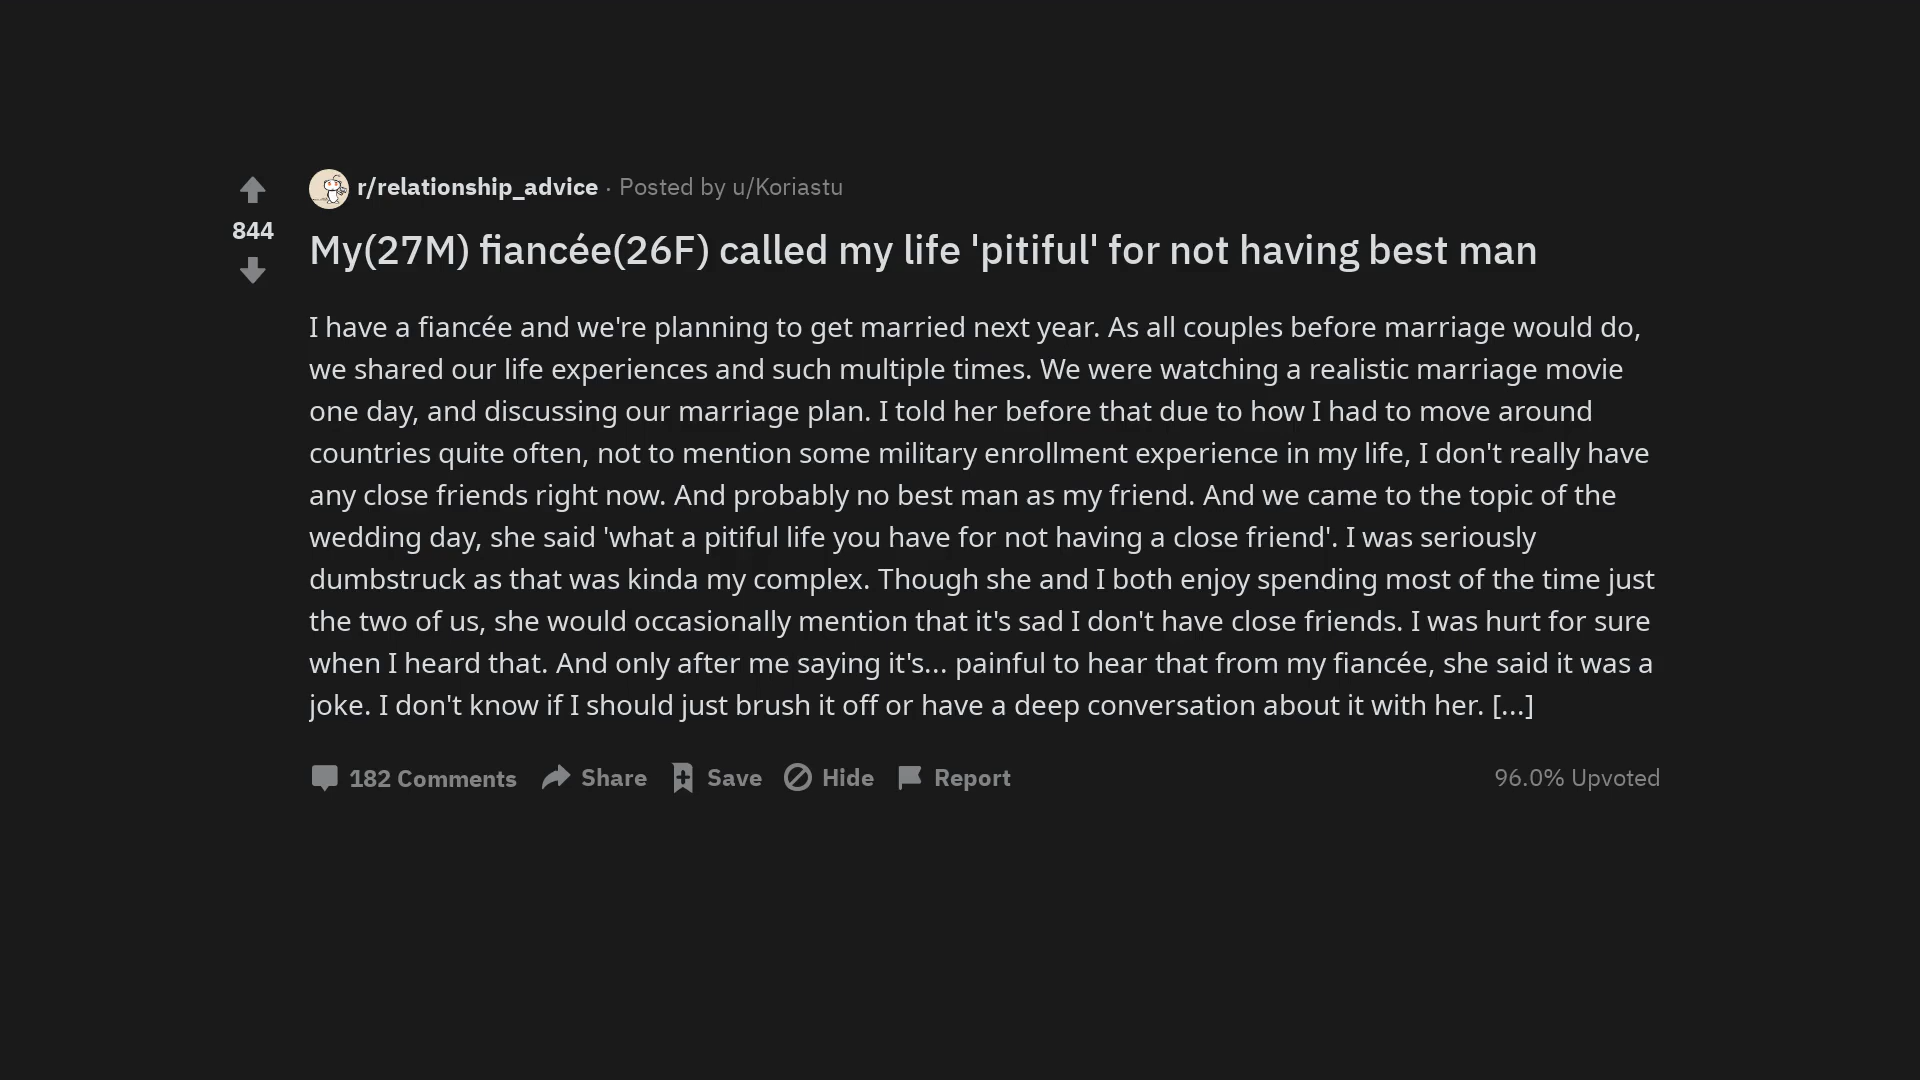 r/relationship_advice · Posted by u/Koriastu
844
My(27M) fiancée(26F) called my life 'pitiful' for not having best man
I have a fiancée and we're planning to get married next year. As all couples before marriage would do,
we shared our life experiences and such multiple times. We were watching a realistic marriage movie
one day, and discussing our marriage plan. I told her before that due to how I had to move around
countries quite often, not to mention some military enrollment experience in my life, I don't really have
any close friends right now. And probably no best man as my friend. And we came to the topic of the
wedding day, she said 'what a pitiful life you have for not having a close friend'. I was seriously
dumbstruck as that was kinda my complex. Though she and I both enjoy spending most of the time just
the two of us, she would occasionally mention that it's sad I don't have close friends. I was hurt for sure
when I heard that. And only after me saying it's... painful to hear that from my fiancée, she said it was a
joke. I don't know if I should just brush it off or have a deep conversation about it with her. [...]
182 Comments Share Save Hide Report 96.0% Upvoted